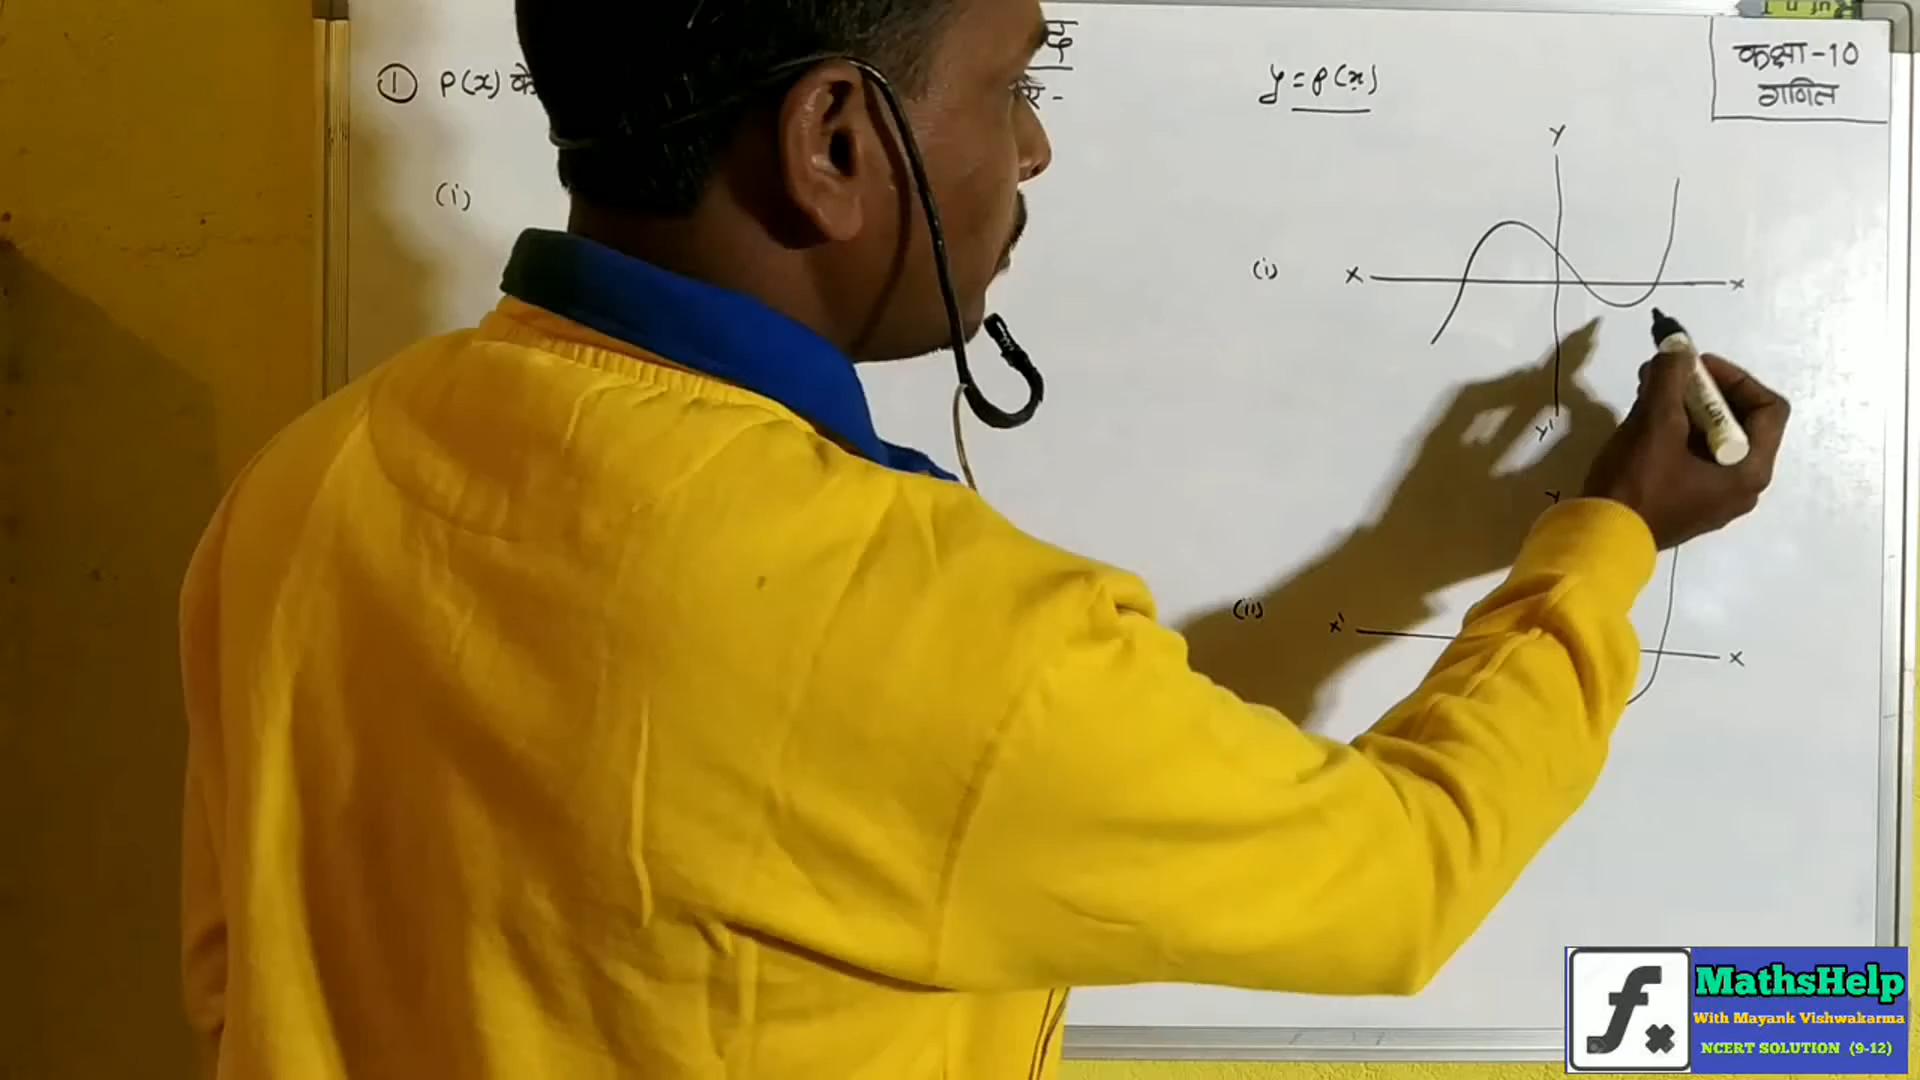 ① P(x) के
y = p(x)
कक्षा-10
गणित
(i)
(i)
Y
X
X
Y'
Y
(ii)
X'
X
MathsHelp
With Mayank Vishwakarma
NCERT SOLUTION (9-12)